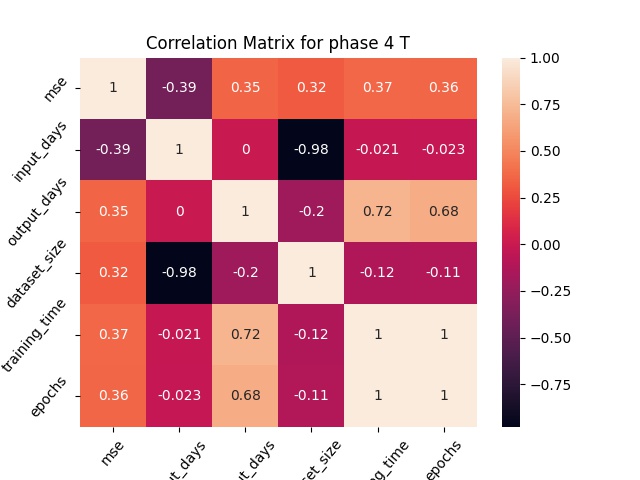 Correlation Matrix for phase 4 T
mse 1 -0.39 0.35 0.32 0.37 0.36
input_days -0.39 1 0 -0.98 -0.021 -0.023
output_days 0.35 0 1 -0.2 0.72 0.68
dataset_size 0.32 -0.98 -0.2 1 -0.12 -0.11
training_time 0.37 -0.021 0.72 -0.12 1 1
epochs 0.36 -0.023 0.68 -0.11 1 1
mse ut_days ut_days set_size ng_time epochs
1.00
0.75
0.50
0.25
0.00
−0.25
−0.50
−0.75